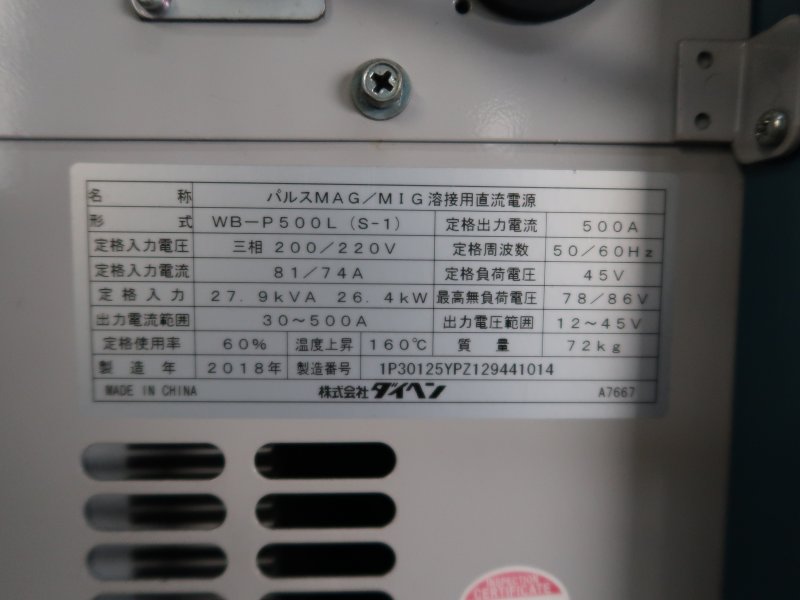 名 称 パルスMAG/MIG溶接用直流電源
形 式 WB-P500L (S-1) 定格出力電流 500A
定格入力電圧 三相 200/220V 定格周波数 50/60Hz
定格入力電流 81/74A 定格負荷電圧 45V
定格入力 27.9kVA 26.4kW 最高無負荷電圧 78/86V
出力電流範囲 30～500A 出力電圧範囲 12～45V
定格使用率 60% 温度上昇 160℃ 質量 72kg
製造年 2018年 製造番号 1P30125YPZ129441014
MADE IN CHINA 株式会社ダイヘン A7667
INSPECTION
CERTIFICATE